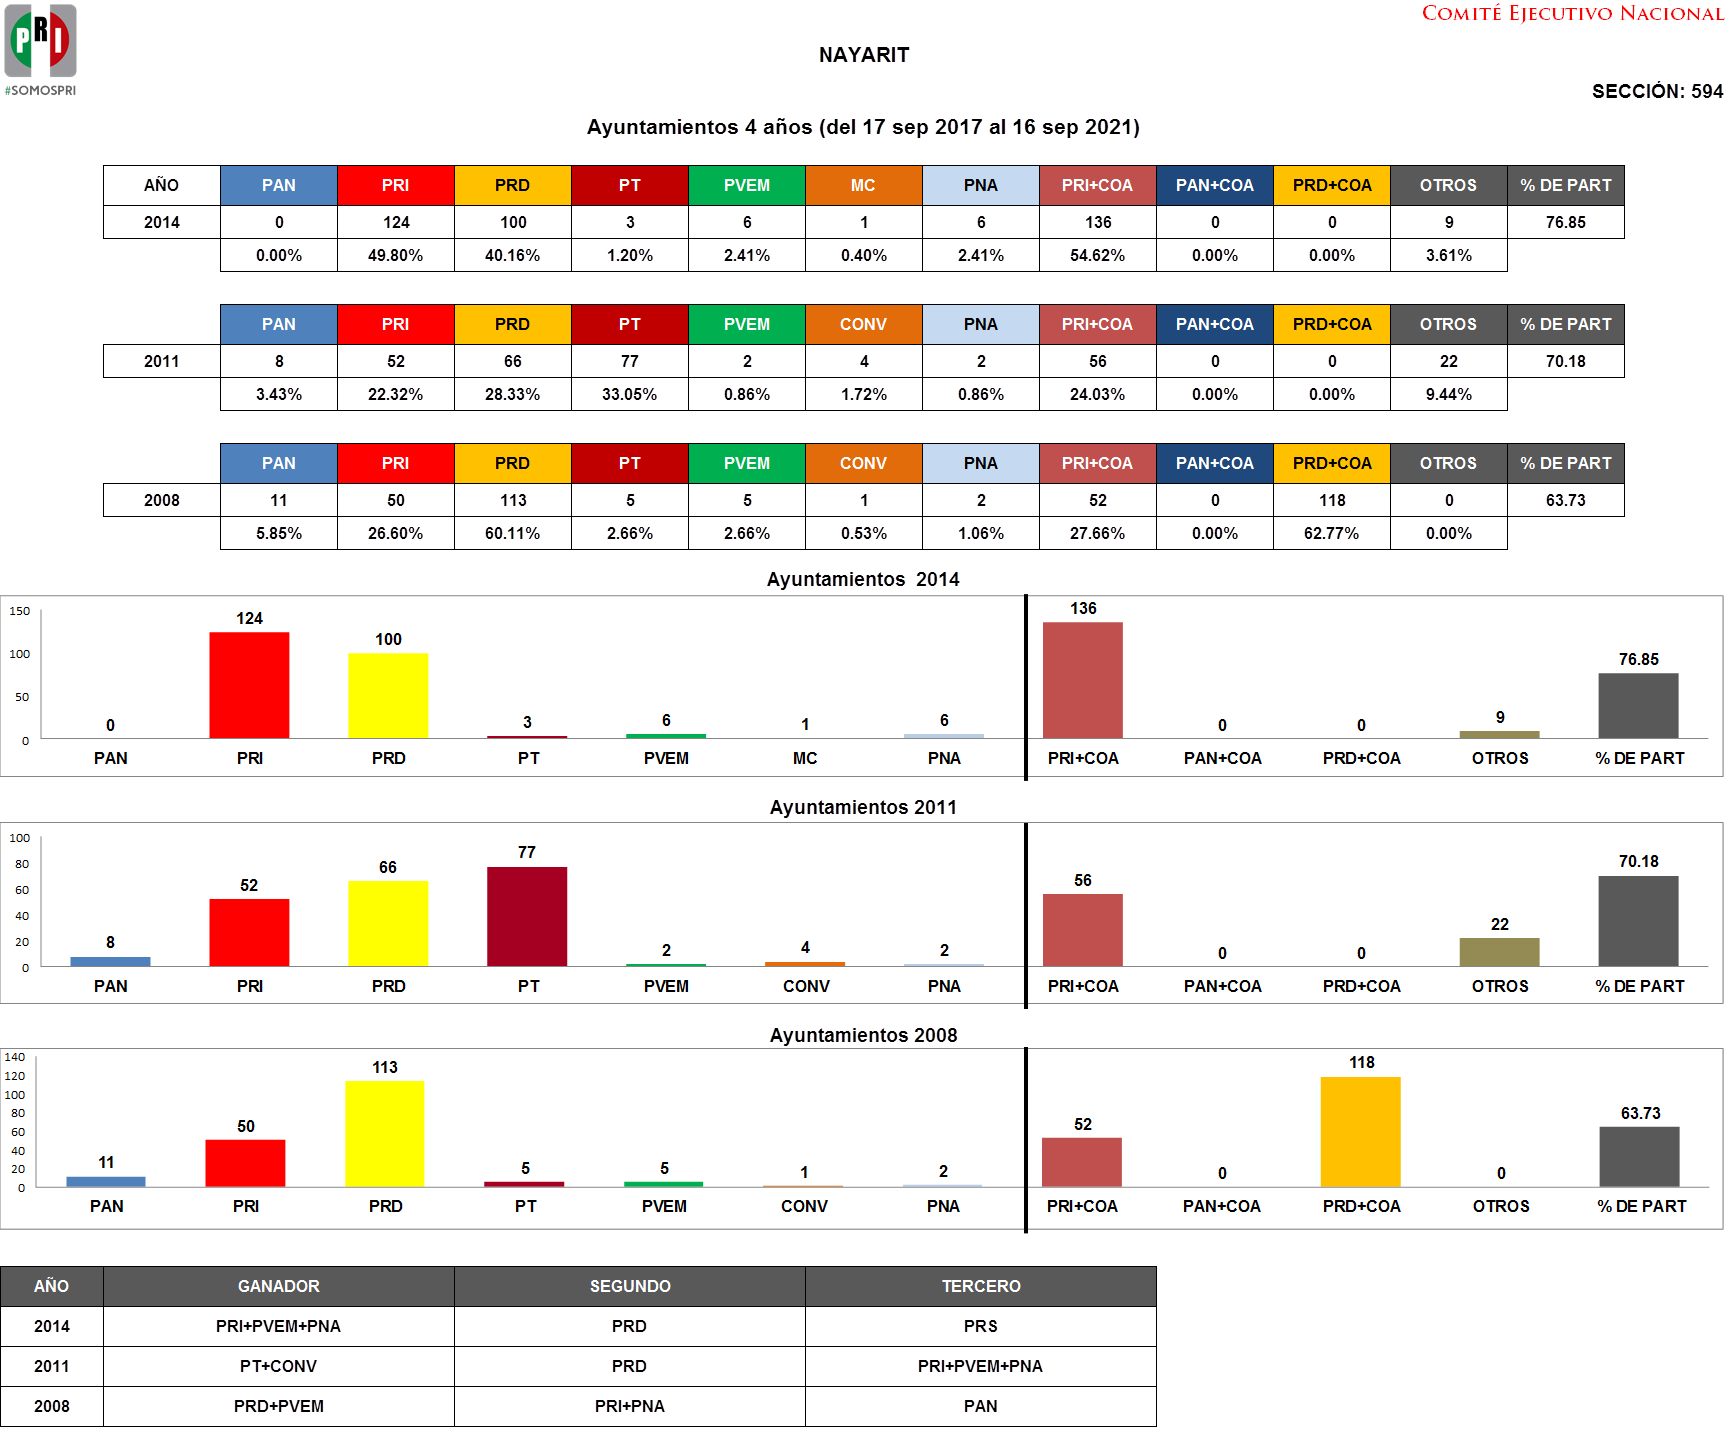 PRI
#SOMOSPRI
COMITÉ EJECUTIVO NACIONAL
NAYARIT
SECCIÓN: 594
Ayuntamientos 4 años (del 17 sep 2017 al 16 sep 2021)
AÑO PAN PRI PRD PT PVEM MC PNA PRI+COA PAN+COA PRD+COA OTROS % DE PART
2014 0 124 100 3 6 1 6 136 0 0 9 76.85
0.00% 49.80% 40.16% 1.20% 2.41% 0.40% 2.41% 54.62% 0.00% 0.00% 3.61%
PAN PRI PRD PT PVEM CONV PNA PRI+COA PAN+COA PRD+COA OTROS % DE PART
2011 8 52 66 77 2 4 2 56 0 0 22 70.18
3.43% 22.32% 28.33% 33.05% 0.86% 1.72% 0.86% 24.03% 0.00% 0.00% 9.44%
PAN PRI PRD PT PVEM CONV PNA PRI+COA PAN+COA PRD+COA OTROS % DE PART
2008 11 50 113 5 5 1 2 52 0 118 0 63.73
5.85% 26.60% 60.11% 2.66% 2.66% 0.53% 1.06% 27.66% 0.00% 62.77% 0.00%
Ayuntamientos 2014
150
100
50
0
0 124 100 3 6 1 6 136 0 0 9 76.85
PAN PRI PRD PT PVEM MC PNA PRI+COA PAN+COA PRD+COA OTROS % DE PART
Ayuntamientos 2011
100
80
60
40
20
0
8 52 66 77 2 4 2 56 0 0 22 70.18
PAN PRI PRD PT PVEM CONV PNA PRI+COA PAN+COA PRD+COA OTROS % DE PART
Ayuntamientos 2008
140
120
100
80
60
40
20
0
11 50 113 5 5 1 2 52 0 118 0 63.73
PAN PRI PRD PT PVEM CONV PNA PRI+COA PAN+COA PRD+COA OTROS % DE PART
AÑO GANADOR SEGUNDO TERCERO
2014 PRI+PVEM+PNA PRD PRS
2011 PT+CONV PRD PRI+PVEM+PNA
2008 PRD+PVEM PRI+PNA PAN